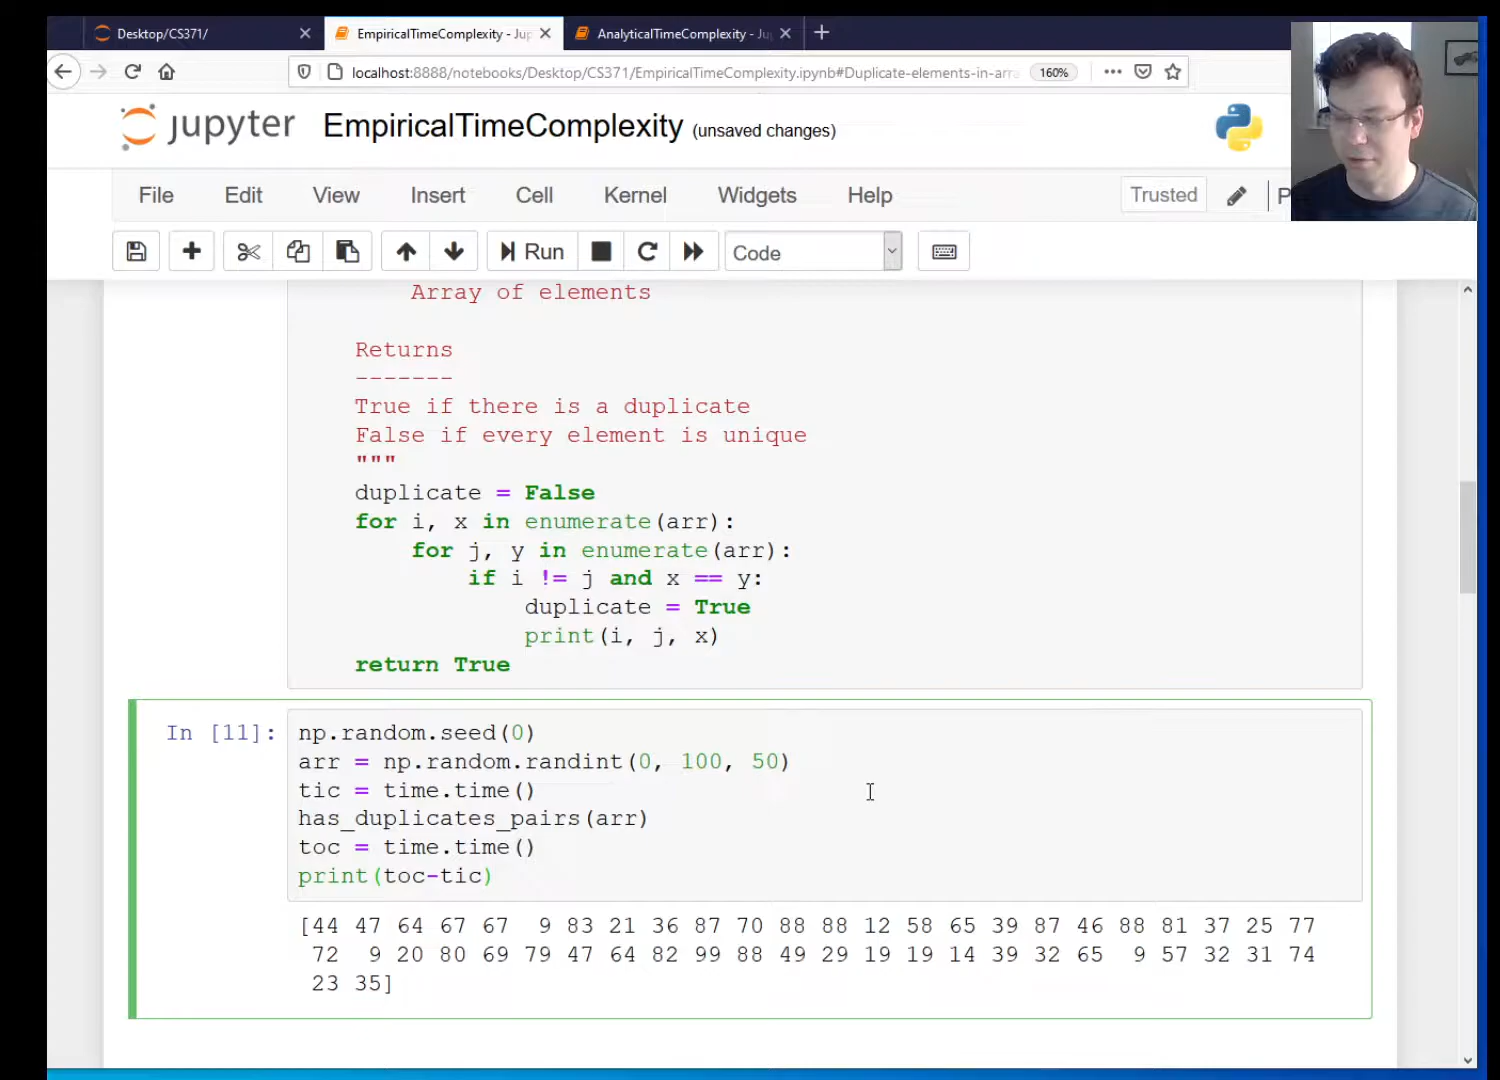 Desktop/CS371/
EmpiricalTimeComplexity - Jup
AnalyticalTimeComplexity - Ju
localhost:8888/notebooks/Desktop/CS371/EmpiricalTimeComplexity.ipynb#Duplicate-elements-in-arr
160%
jupyter EmpiricalTimeComplexity (unsaved changes)
File Edit View Insert Cell Kernel Widgets Help Trusted P
Run Code
Array of elements
Returns
-------
True if there is a duplicate
False if every element is unique
"""
duplicate = False
for i, x in enumerate(arr):
for j, y in enumerate(arr):
if i != j and x == y:
duplicate = True
print(i, j, x)
return True
In [11]: np.random.seed(0)
arr = np.random.randint(0, 100, 50)
tic = time.time()
has_duplicates_pairs(arr)
toc = time.time()
print(toc-tic)
[44 47 64 67 67 9 83 21 36 87 70 88 88 12 58 65 39 87 46 88 81 37 25 77
72 9 20 80 69 79 47 64 82 99 88 49 29 19 19 14 39 32 65 9 57 32 31 74
23 35]